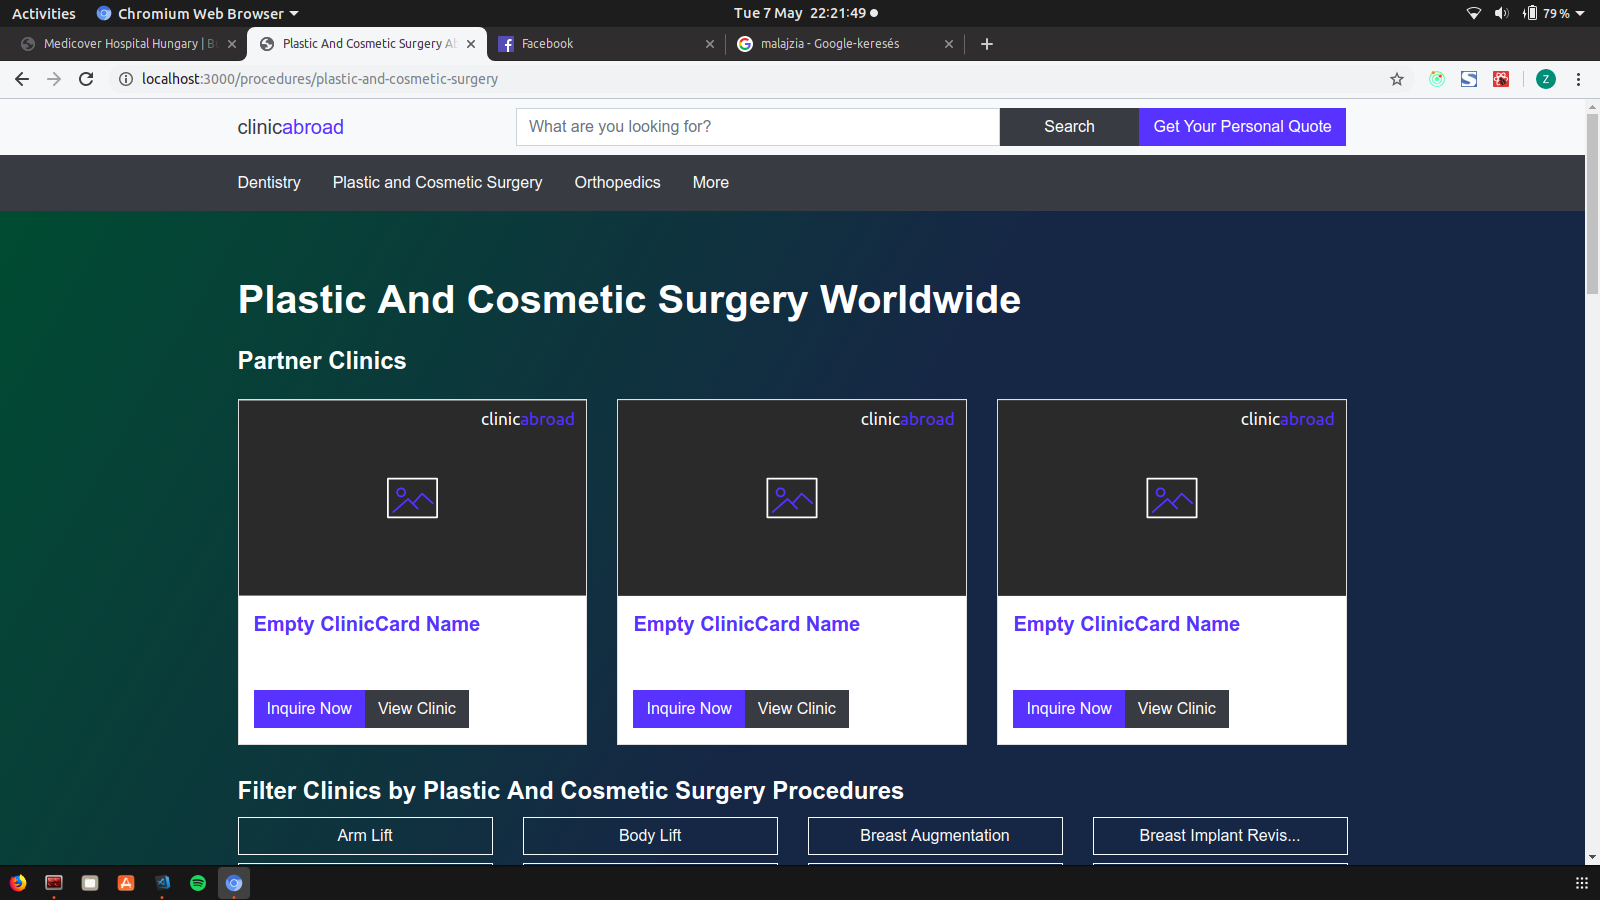 Activities Chromium Web Browser Tue 7 May 22:21:49 79 %
Medicover Hospital Hungary | Plastic And Cosmetic Surgery Facebook malajzia - Google-keresés
localhost:3000/procedures/plastic-and-cosmetic-surgery Z
clinicabroad What are you looking for? Search Get Your Personal Quote
Dentistry Plastic and Cosmetic Surgery Orthopedics More
Plastic And Cosmetic Surgery Worldwide
Partner Clinics
clinicabroad clinicabroad clinicabroad
Empty ClinicCard Name Empty ClinicCard Name Empty ClinicCard Name
Inquire Now View Clinic Inquire Now View Clinic Inquire Now View Clinic
Filter Clinics by Plastic And Cosmetic Surgery Procedures
Arm Lift Body Lift Breast Augmentation Breast Implant Revis...